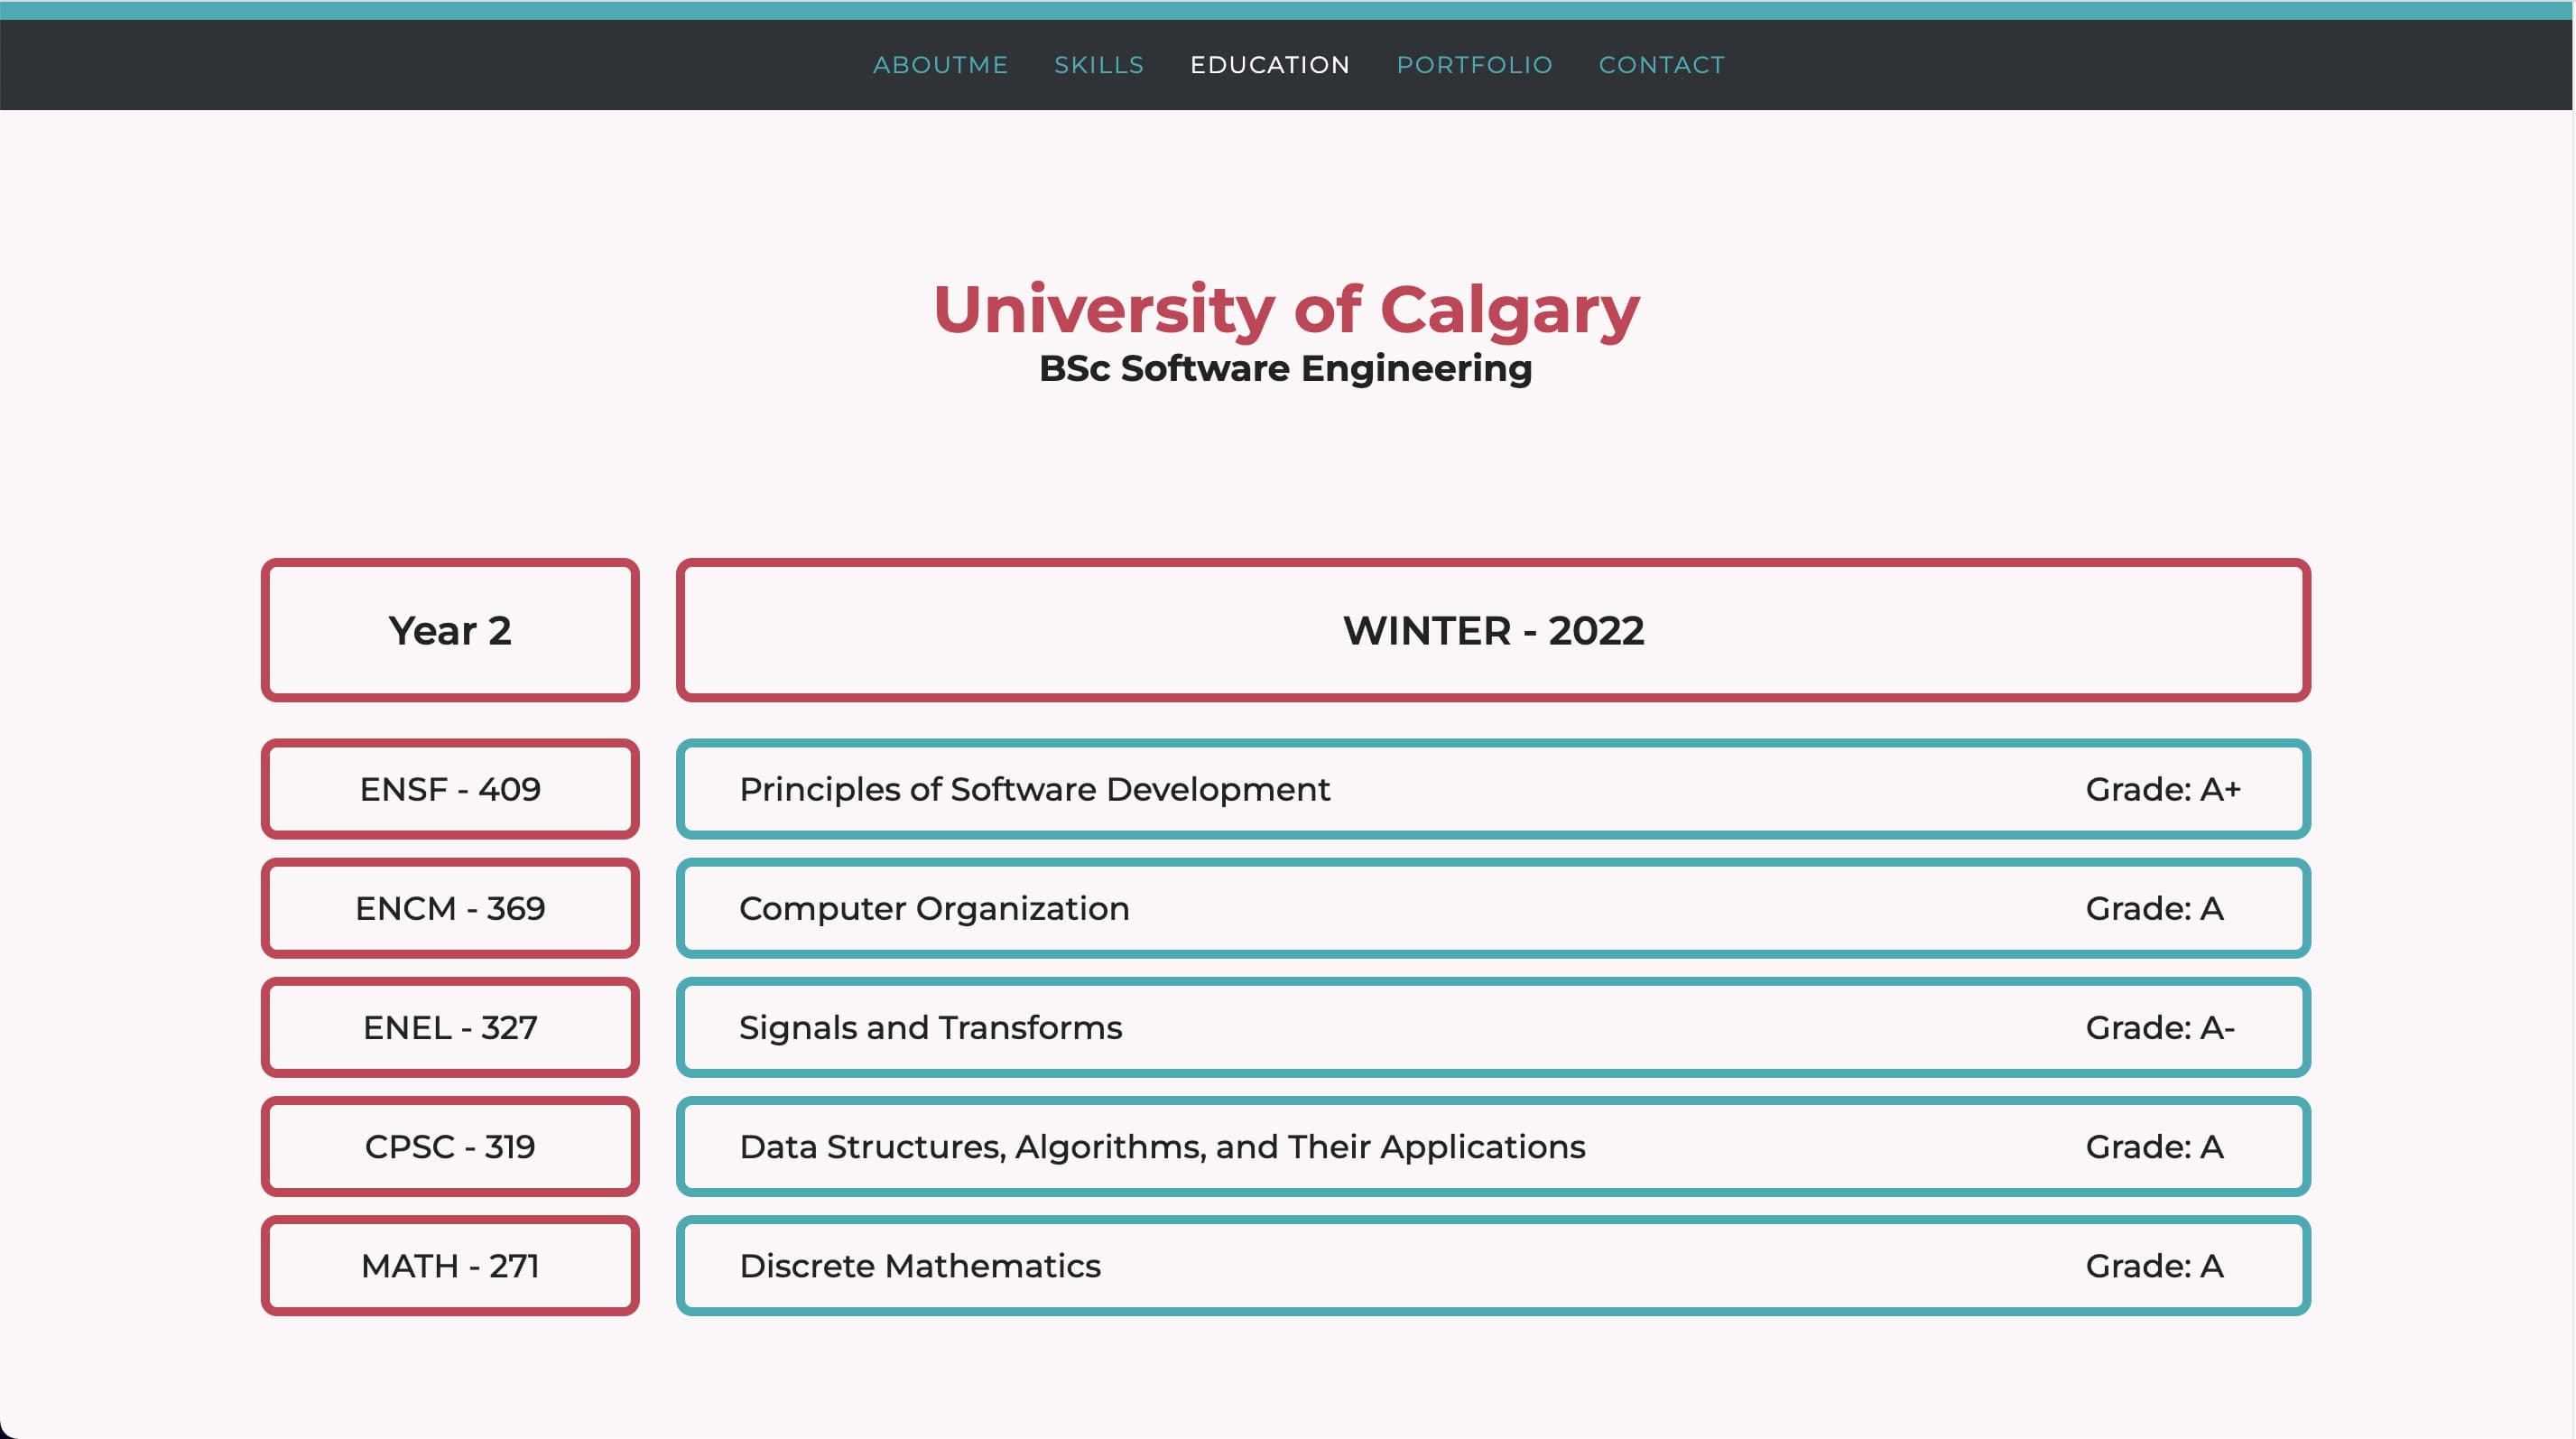 ABOUTME SKILLS EDUCATION PORTFOLIO CONTACT
University of Calgary
BSc Software Engineering
Year 2 WINTER - 2022
ENSF - 409 Principles of Software Development Grade: A+
ENCM - 369 Computer Organization Grade: A
ENEL - 327 Signals and Transforms Grade: A-
CPSC - 319 Data Structures, Algorithms, and Their Applications Grade: A
MATH - 271 Discrete Mathematics Grade: A